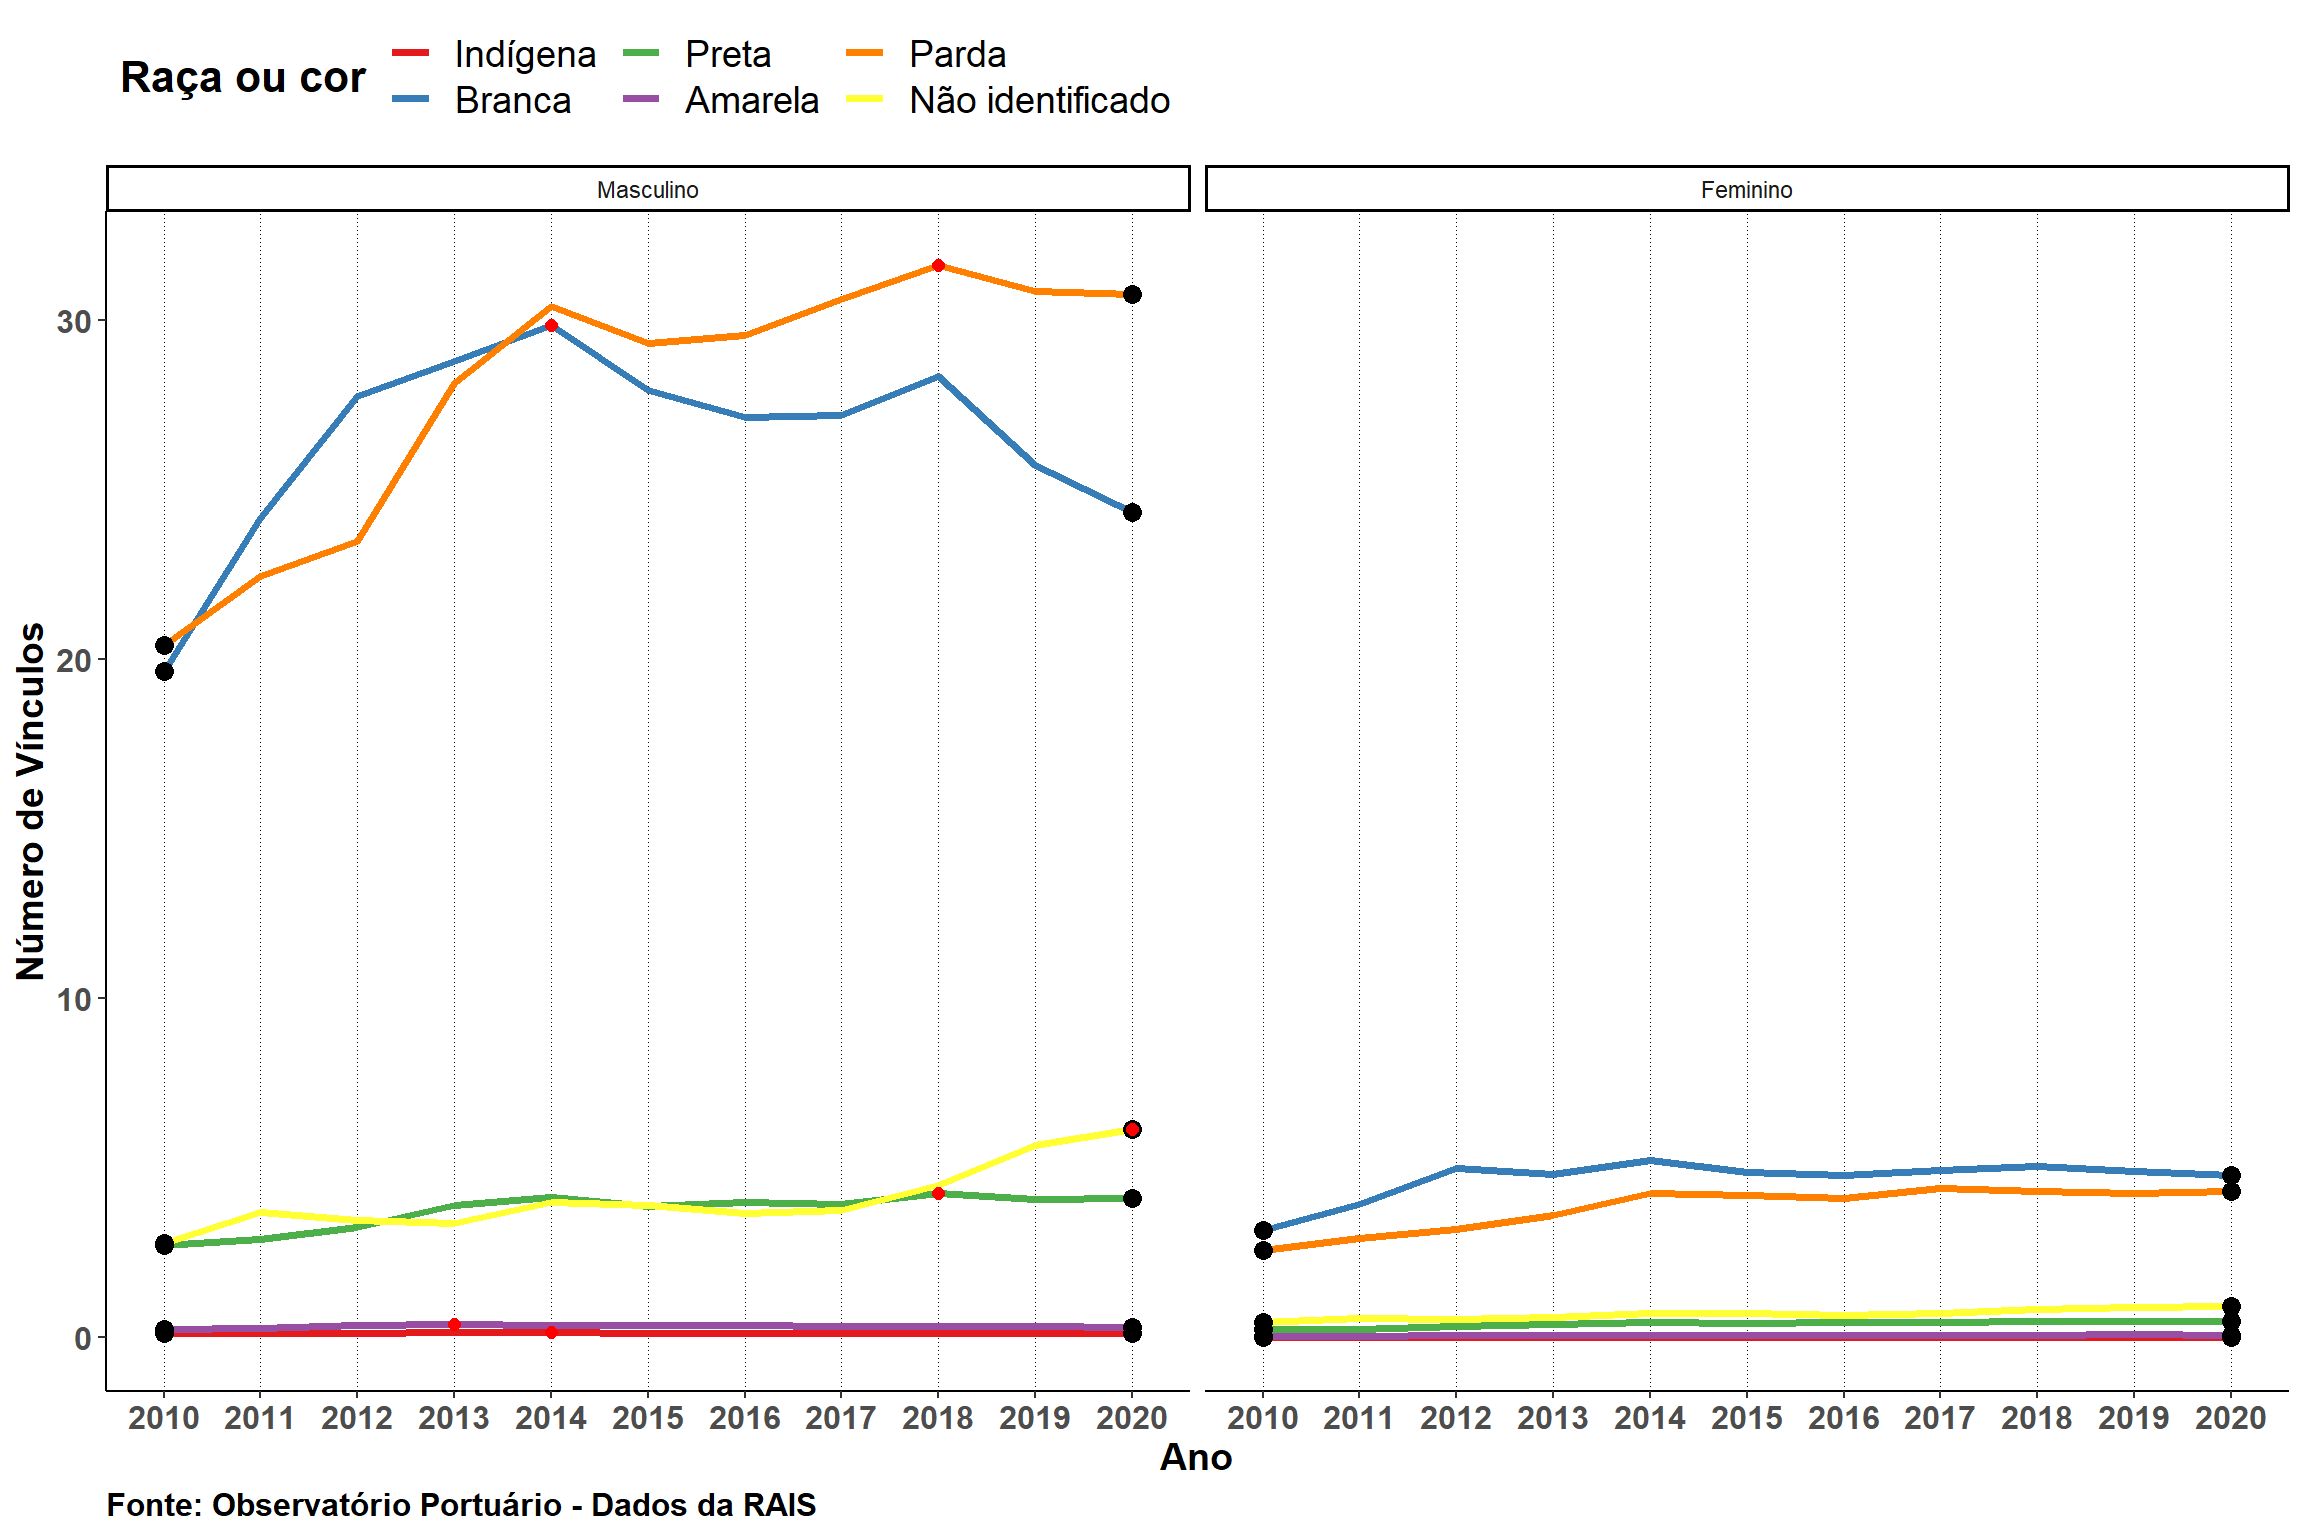 Raça ou cor
Indígena Preta Parda
Branca Amarela Não identificado
Masculino Feminino
Número de Vínculos
30
20
10
0
2010 2011 2012 2013 2014 2015 2016 2017 2018 2019 2020 2010 2011 2012 2013 2014 2015 2016 2017 2018 2019 2020
Ano
Fonte: Observatório Portuário - Dados da RAIS